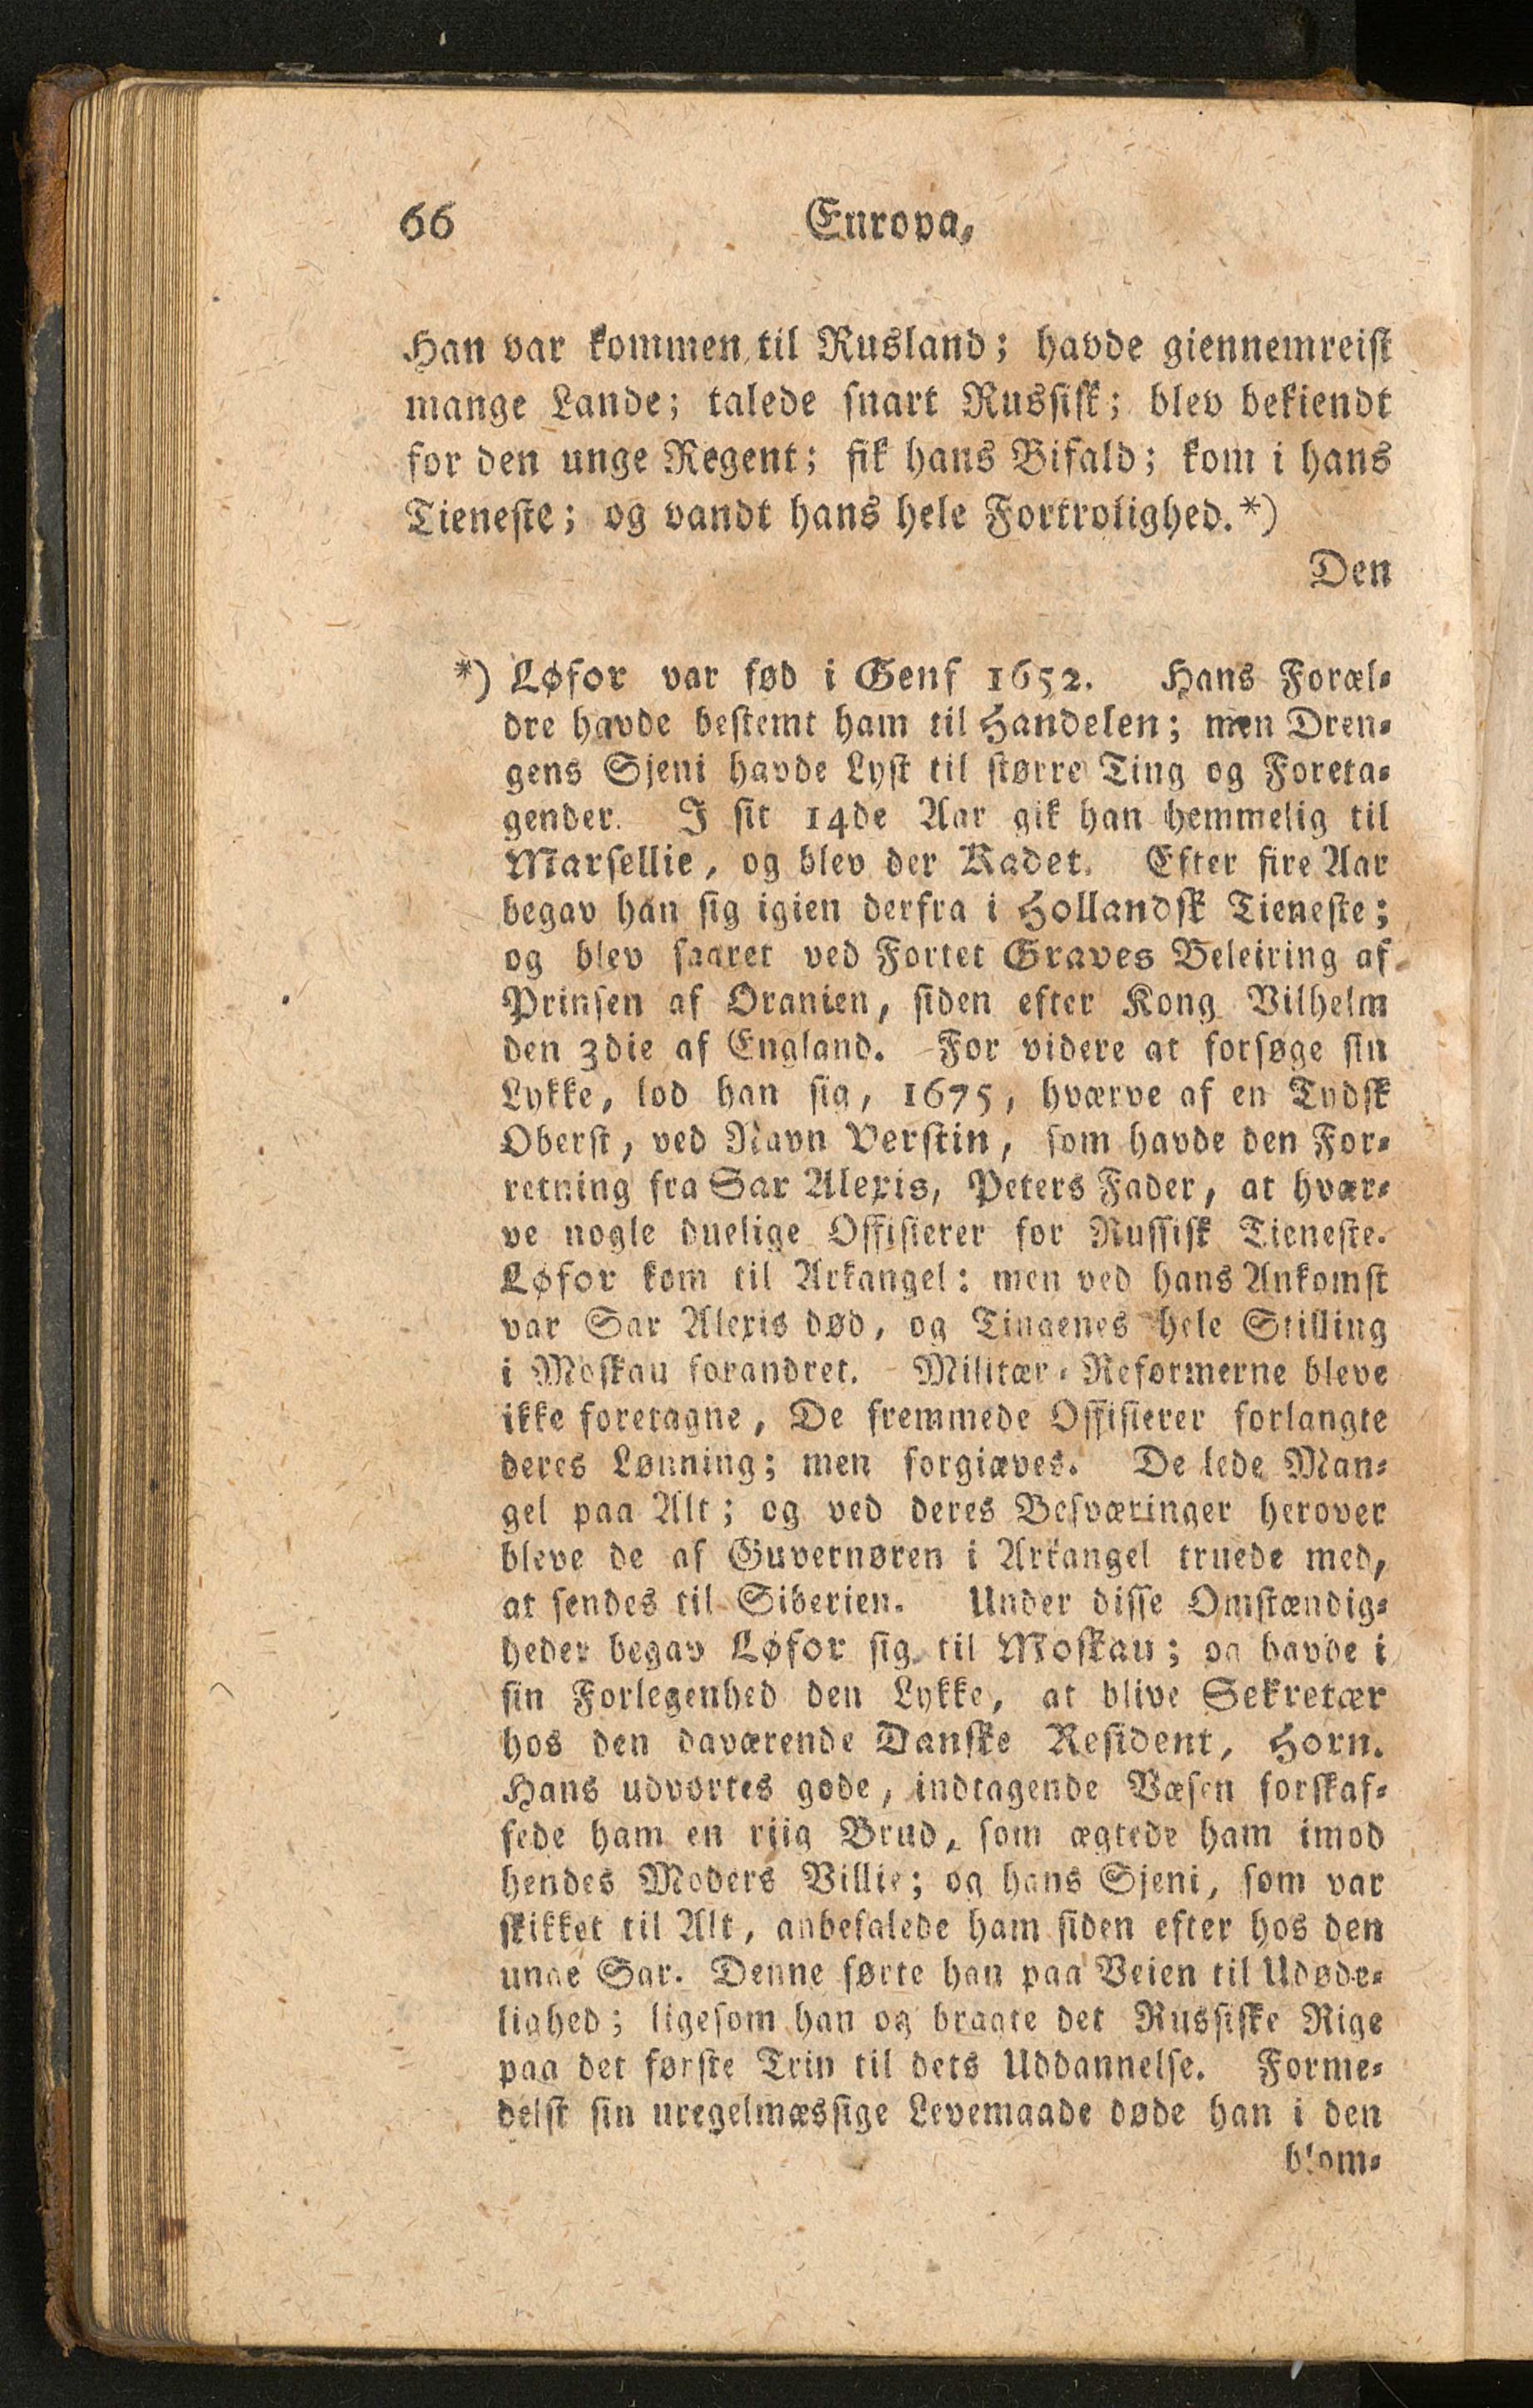 66 Europa,
Han var kommen til Rusland; havde giennemreist
mange Lande; talede snart Russisk; blev bekiendt
for den unge Regent; fik hans Bifald; kom i hans
Tieneste; og vandt hans hele Fortrolighed.*)
Den
*) Løfor var fød i Genf 1652. Hans Foræl-
dre havde bestemt ham til Handelen; men Dren-
gens Sjeni havde Lyst til større Ting og Foreta-
gender. I sit 14de Aar gik han hemmelig til
Marsellie, og blev der Kadet. Efter fire Aar
begav han sig igien derfra i Hollandsk Tieneste;
og blev saaret ved Fortet Graves Beleiring af
Prinsen af Oranien, siden efter Kong Vilhelm
den 3die af England. For videre at forsøge sin
Lykke, lod han sig, 1675, hværve af en Tydsk
Oberst, ved Navn Verstin, som havde den For-
retning fra Sar Alexis, Peters Fader, at hvær-
ve nogle duelige Offisierer for Russisk Tieneste.
Løfor kom til Arkangel: men ved hans Ankomst
var Sar Alexis død, og Tingenes hele Stilling
i Moskau forandret. Militær-Reformerne bleve
ikke foretagne, De fremmede Offisierer forlangte
deres Lønning; men forgiæves. De lede Man-
gel paa Alt; og ved deres Besværinger herover
bleve de af Guvernøren i Arkangel truede med,
at sendes til Siberien. Under disse Omstændig-
heder begav Løfor sig til Moskau; og havde i
sin Forlegenhed den Lykke, at blive Sekretær
hos den daværende Danske Resident, Horn.
Hans udvortes gode, indtagende Væsen forskaf-
fede ham en rjig Brud, som ægtede ham imod
hendes Moders Villie; og hans Sjeni, som var
skikket til Alt, anbefalede ham siden efter hos den
unge Sar. Denne førte han paa Veien til Udøde-
lighed; ligesom han og bragte det Russiske Rige
paa det første Trin til dets Uddannelse. Forme-
delst sin uregelmæssige Levemaade døde han i den
blom-